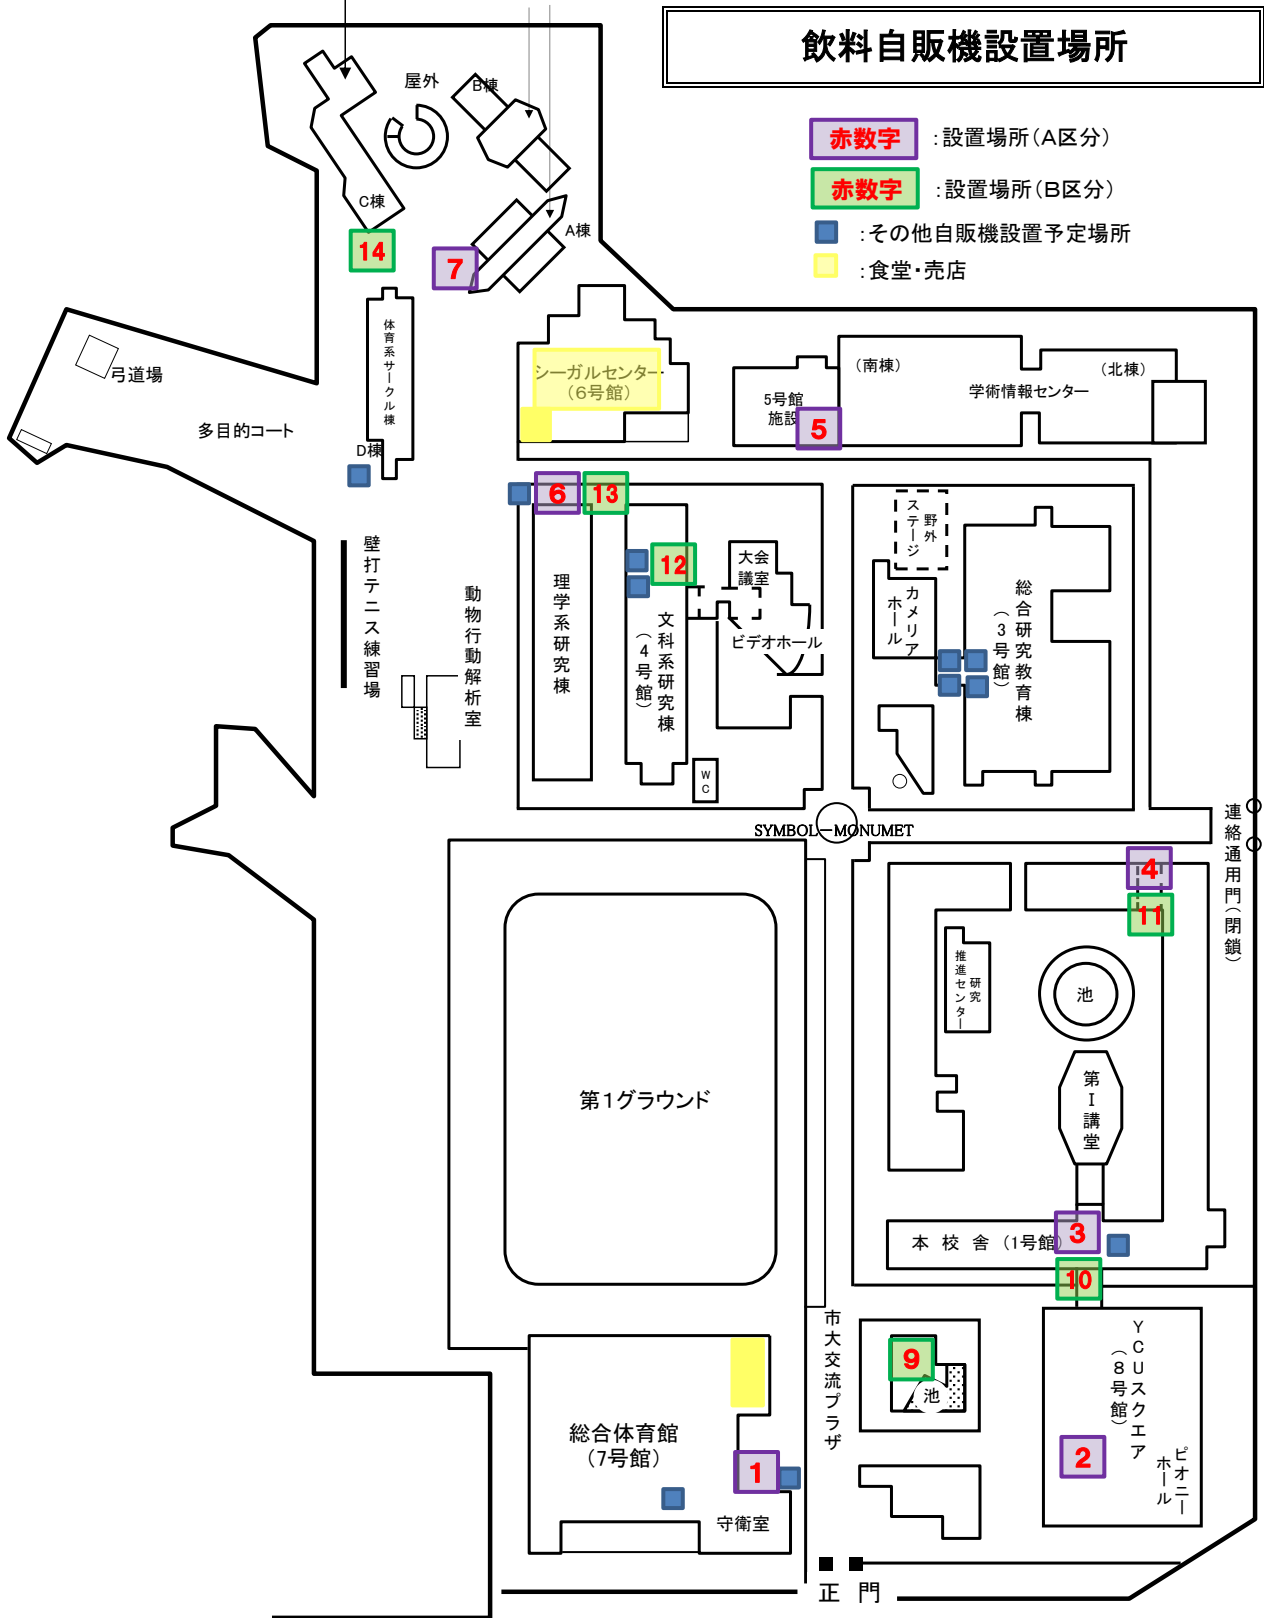 飲料自販機設置場所
赤数字 :設置場所(A区分)
赤数字 :設置場所(B区分)
:その他自販機設置予定場所
:食堂・売店
屋外
B棟
C棟
A棟
14
7
体育系サークル棟
弓道場
多目的コート
D棟
シーガルセンター
(6号館)
5号館
施設
5
(南棟)
学術情報センター
(北棟)
6
13
12
壁打テニス練習場
動物行動解析室
理学系研究棟
文科系研究棟
(4号館)
大会
議室
ビデオホール
WC
野外
ステージ
カメリア
ホール
総合研究教育棟
(3号館)
SYMBOL-MONUMET
連絡通用門(閉鎖)
4
11
研究
推進センター
池
第I講堂
第1グラウンド
3
本校舎(1号館)
10
市大交流プラザ
9
池
YCUスクエア
(8号館)
2
ピオニー
ホール
総合体育館
(7号館)
1
守衛室
正門